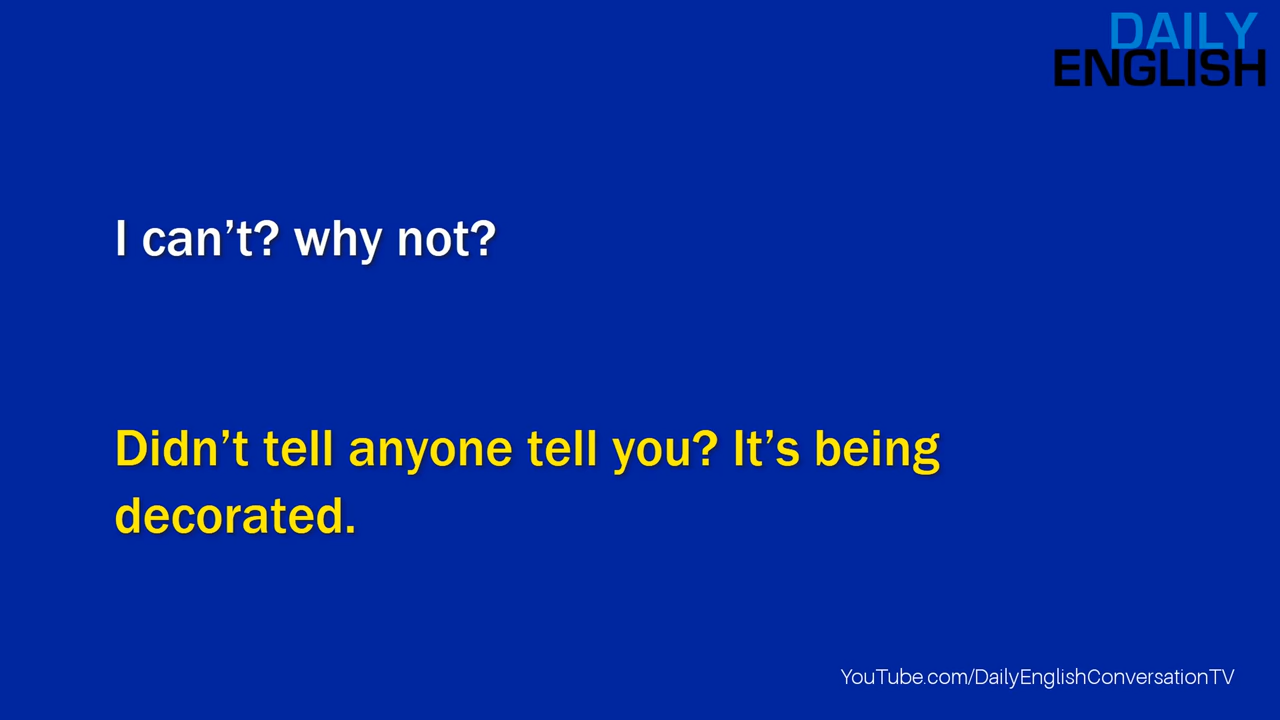 DAILY
ENGLISH
I can’t? why not?
Didn’t tell anyone tell you? It’s being
decorated.
YouTube.com/DailyEnglishConversationTV